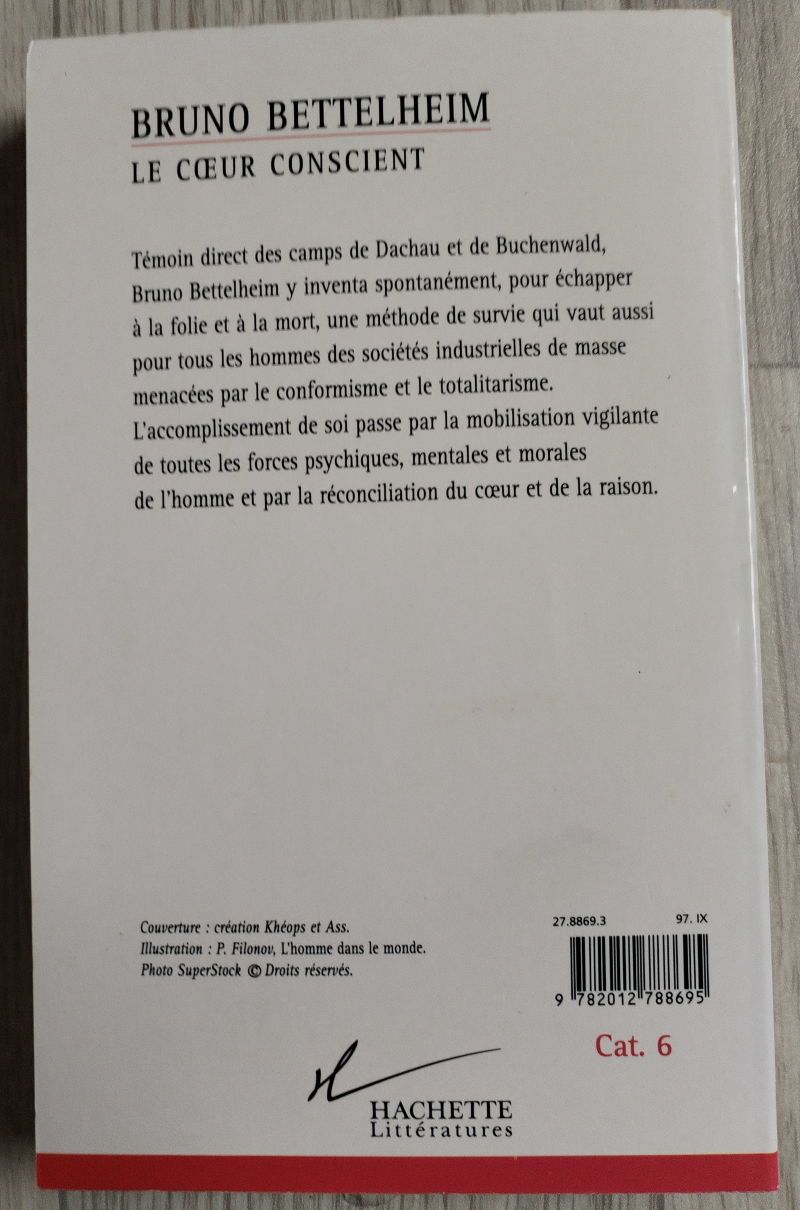 BRUNO BETTELHEIM
LE CŒUR CONSCIENT
Témoin direct des camps de Dachau et de Buchenwald,
Bruno Bettelheim y inventa spontanément, pour échapper
à la folie et à la mort, une méthode de survie qui vaut aussi
pour tous les hommes des sociétés industrielles de masse
menacées par le conformisme et le totalitarisme.
L'accomplissement de soi passe par la mobilisation vigilante
de toutes les forces psychiques, mentales et morales
de l'homme et par la réconciliation du cœur et de la raison.
Couverture : création Khéops et Ass.
Illustration : P. Filonov, L'homme dans le monde.
Photo SuperStock © Droits réservés.
27.8869.3 97. IX
9 782012 788695
Cat. 6
HACHETTE
Littératures